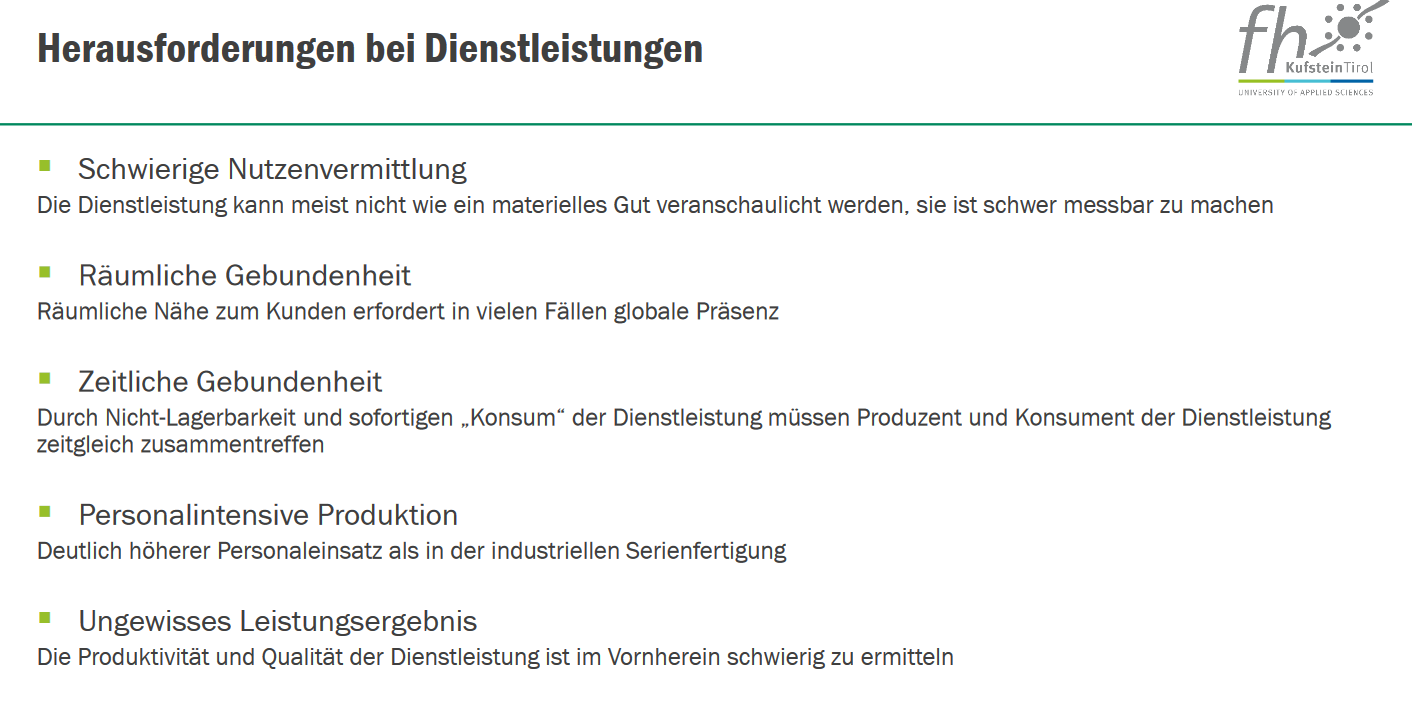 Herausforderungen bei Dienstleistungen
fh
KufsteinTirol
UNIVERSITY OF APPLIED SCIENCES
Schwierige Nutzenvermittlung
Die Dienstleistung kann meist nicht wie ein materielles Gut veranschaulicht werden, sie ist schwer messbar zu machen
Räumliche Gebundenheit
Räumliche Nähe zum Kunden erfordert in vielen Fällen globale Präsenz
Zeitliche Gebundenheit
Durch Nicht-Lagerbarkeit und sofortigen „Konsum“ der Dienstleistung müssen Produzent und Konsument der Dienstleistung
zeitgleich zusammentreffen
Personalintensive Produktion
Deutlich höherer Personaleinsatz als in der industriellen Serienfertigung
Ungewisses Leistungsergebnis
Die Produktivität und Qualität der Dienstleistung ist im Vornherein schwierig zu ermitteln